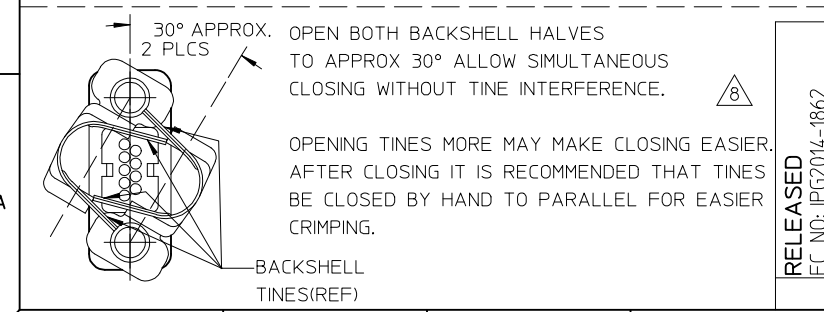 30° APPROX.
2 PLCS
OPEN BOTH BACKSHELL HALVES
TO APPROX 30° ALLOW SIMULTANEOUS
CLOSING WITHOUT TINE INTERFERENCE.
8
OPENING TINES MORE MAY MAKE CLOSING EASIER.
AFTER CLOSING IT IS RECOMMENDED THAT TINES
BE CLOSED BY HAND TO PARALLEL FOR EASIER
CRIMPING.
BACKSHELL
TINES(REF)
A
RELEASED
EC NO: IPG2014-1862